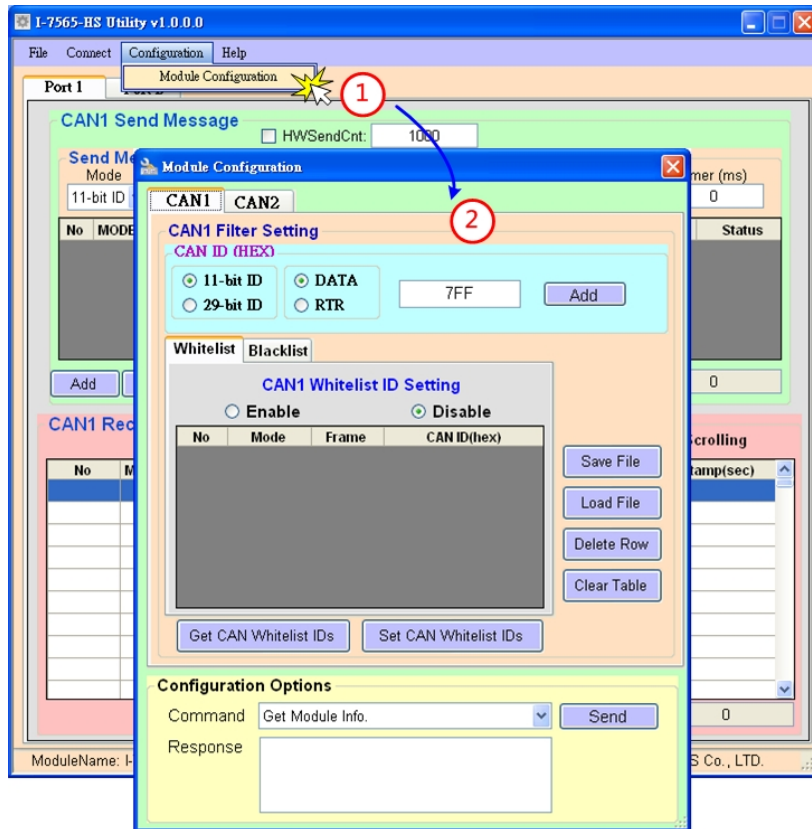 I-7565-HS Utility v1.0.0.0
File Connect Configuration Help
Module Configuration
Port 1
1
CAN1 Send Message
HWSendCnt: 1000
Send Me
Mode
mer (ms)
11-bit ID
0
No MODE
Status
Module Configuration
CAN1 CAN2
2
CAN1 Filter Setting
CAN ID (HEX)
11-bit ID DATA
29-bit ID RTR
7FF
Add
Whitelist Blacklist
CAN1 Whitelist ID Setting
Enable Disable
No Mode Frame CAN ID(hex)
Save File
Load File
Delete Row
Clear Table
Get CAN Whitelist IDs Set CAN Whitelist IDs
Add
0
CAN1 Rec
Scrolling
No M
tamp(sec)
Configuration Options
Command Get Module Info. Send
Response
0
ModuleName: I-
S Co., LTD.